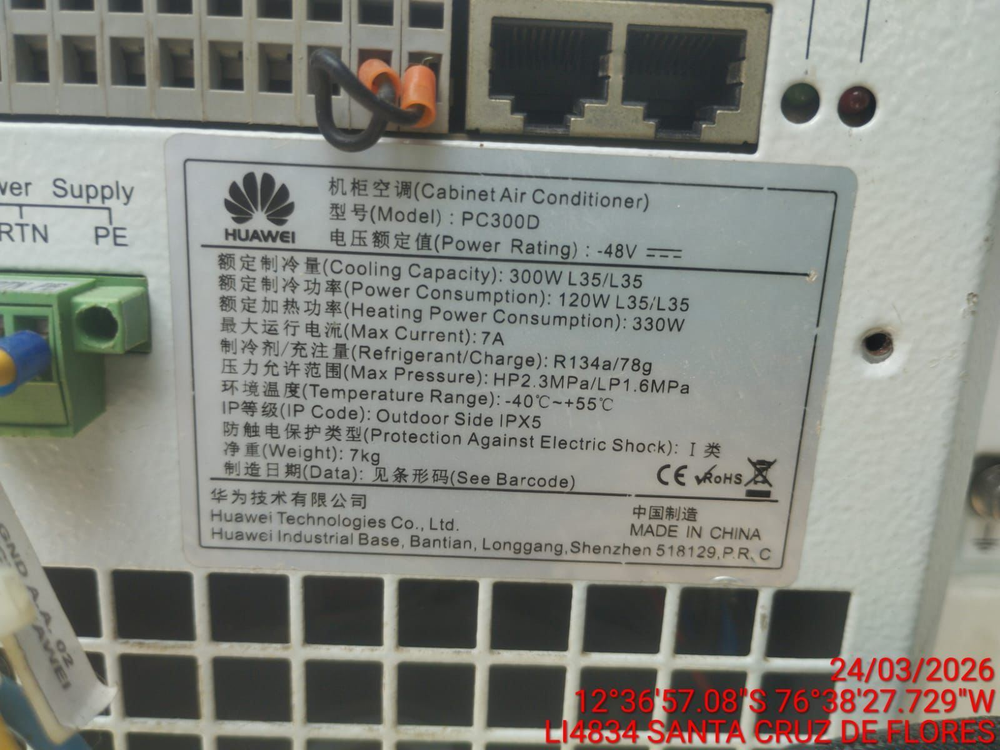 wer Supply
RTN PE
HUAWEI
机柜空调(Cabinet Air Conditioner)
型号(Model) : PC300D
电压额定值(Power Rating) : -48V
额定制冷量(Cooling Capacity): 300W L35/L35
额定制冷功率(Power Consumption): 120W L35/L35
额定加热功率(Heating Power Consumption): 330W
最大运行电流(Max Current): 7A
制冷剂/充注量(Refrigerant/Charge): R134a/78g
压力允许范围(Max Pressure): HP2.3MPa/LP1.6MPa
环境温度(Temperature Range): -40℃~+55℃
IP等级(IP Code): Outdoor Side IPX5
防触电保护类型(Protection Against Electric Shock): I 类
净重(Weight): 7kg
制造日期(Data): 见条形码(See Barcode)
CE RoHS
华为技术有限公司
Huawei Technologies Co., Ltd.
Huawei Industrial Base, Bantian, Longgang, Shenzhen 518129, P.R. C
中国制造
MADE IN CHINA
GND A.A. 02
AWEI
24/03/2026
12°36'57.08"S 76°38'27.729"W
LI4834 SANTA CRUZ DE FLORES